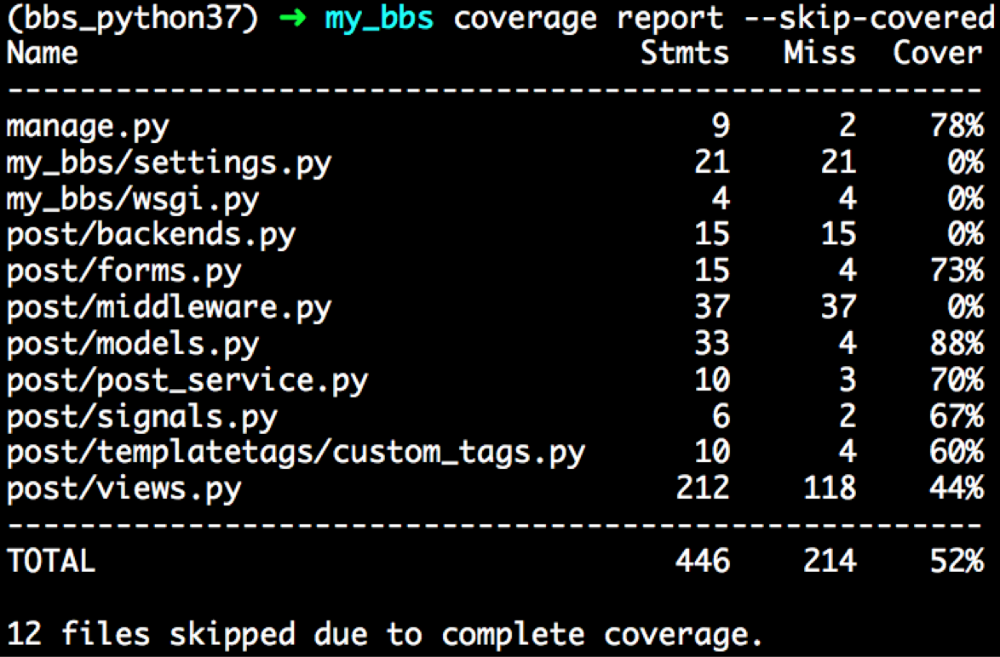 (bbs_python37) ➜ my_bbs coverage report --skip-covered
Name                                   Stmts   Miss  Cover
------------------------------------------------------
manage.py                                  9      2    78%
my_bbs/settings.py                        21     21     0%
my_bbs/wsgi.py                             4      4     0%
post/backends.py                          15     15     0%
post/forms.py                             15      4    73%
post/middleware.py                        37     37     0%
post/models.py                            33      4    88%
post/post_service.py                      10      3    70%
post/signals.py                            6      2    67%
post/templatetags/custom_tags.py          10      4    60%
post/views.py                            212    118    44%
------------------------------------------------------
TOTAL                                    446    214    52%
12 files skipped due to complete coverage.